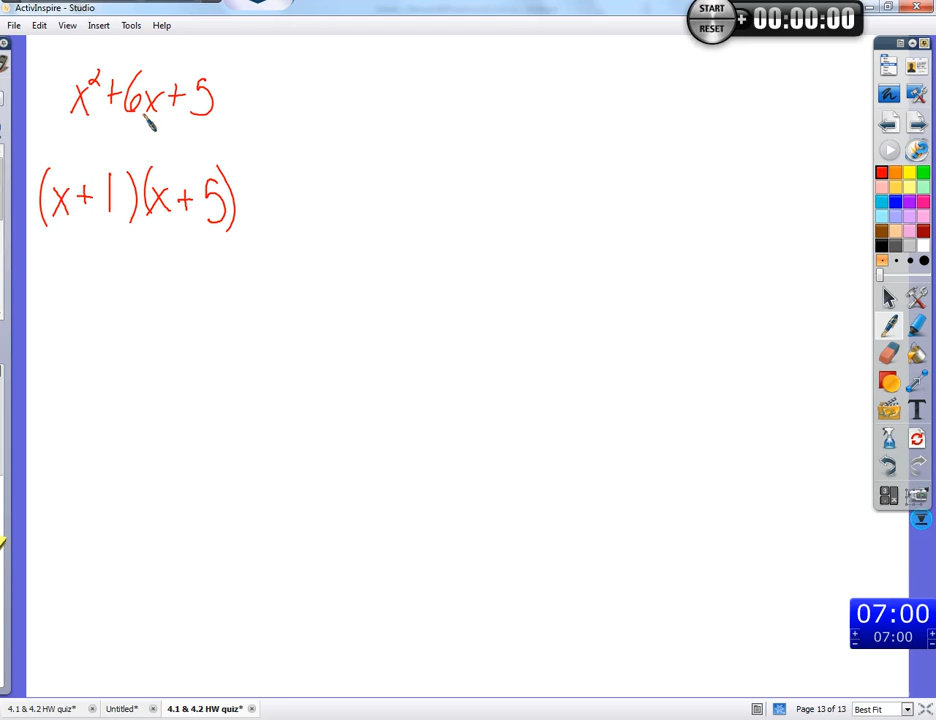 ActivInspire - Studio
START
RESET
00:00:00
File Edit View Insert Tools Help
x² + 6x + 5
(x + 1)(x + 5)
T
07:00
07:00
4.1 & 4.2 HW quiz* Untitled* 4.1 & 4.2 HW quiz*
Page 13 of 13 Best Fit